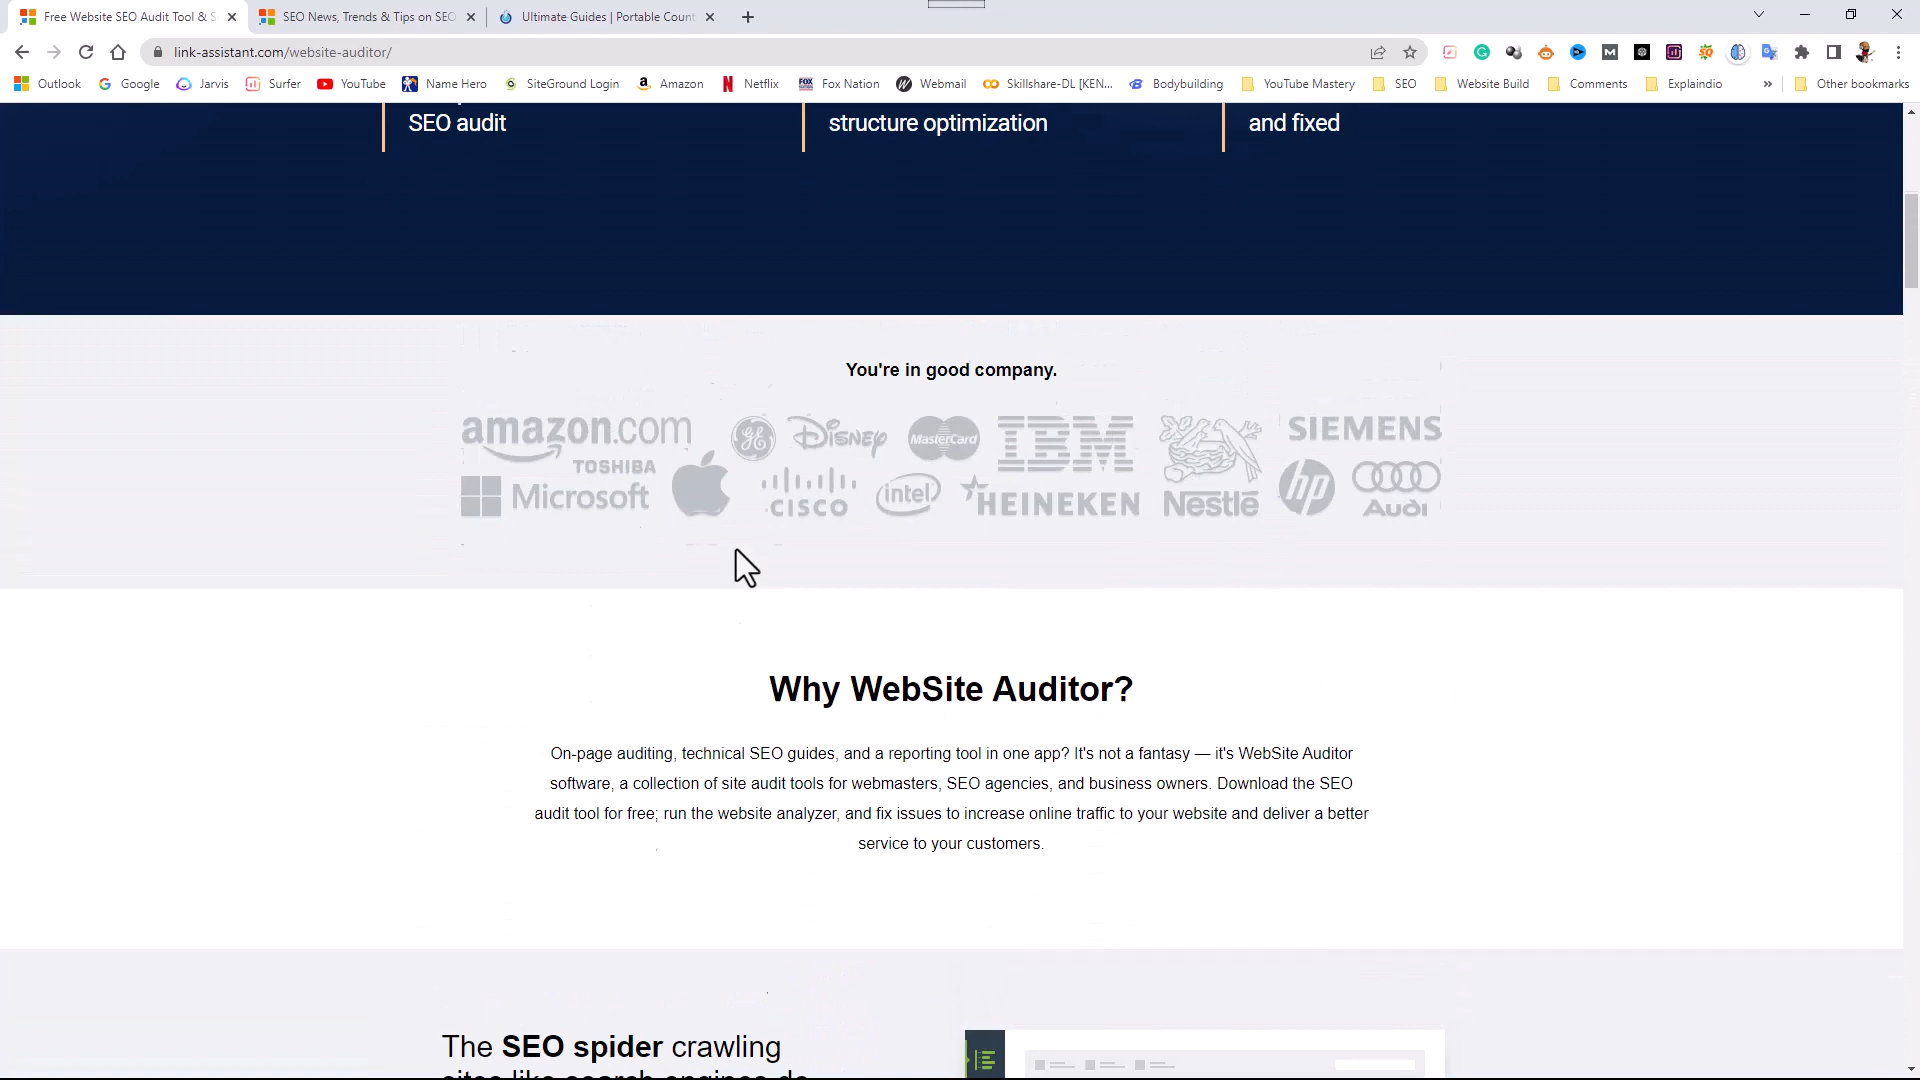 Free Website SEO Audit Tool & S
SEO News, Trends & Tips on SEO
Ultimate Guides | Portable Count
link-assistant.com/website-auditor/
Outlook
Google
Jarvis
Surfer
YouTube
Name Hero
SiteGround Login
Amazon
Netflix
Fox Nation
Webmail
Skillshare-DL [KEN...
Bodybuilding
YouTube Mastery
SEO
Website Build
Comments
Explaindio
»
Other bookmarks
SEO audit
structure optimization
and fixed
You're in good company.
amazon.com
GE
Disney
MasterCard
IBM
SIEMENS
TOSHIBA
Microsoft
CISCO
intel
HEINEKEN
Nestlé
hp
Audi
Why WebSite Auditor?
On-page auditing, technical SEO guides, and a reporting tool in one app? It's not a fantasy — it's WebSite Auditor
software, a collection of site audit tools for webmasters, SEO agencies, and business owners. Download the SEO
audit tool for free; run the website analyzer, and fix issues to increase online traffic to your website and deliver a better
service to your customers.
The SEO spider crawling
sites like search engines do